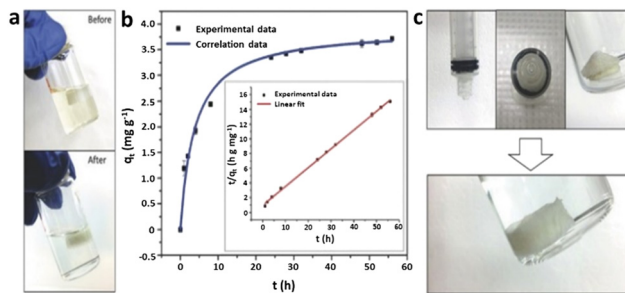 a
Before
After
b
qt (mg g-1)
4.0
3.5
3.0
2.5
2.0
1.5
1.0
0.5
0.0
-0.5
Experimental data
Correlation data
t/qt (h g mg-1)
16
14
12
10
8
6
4
2
0
Experimental data
Linear fit
0 10 20 30 40 50 60
t (h)
0 10 20 30 40 50 60
t (h)
c